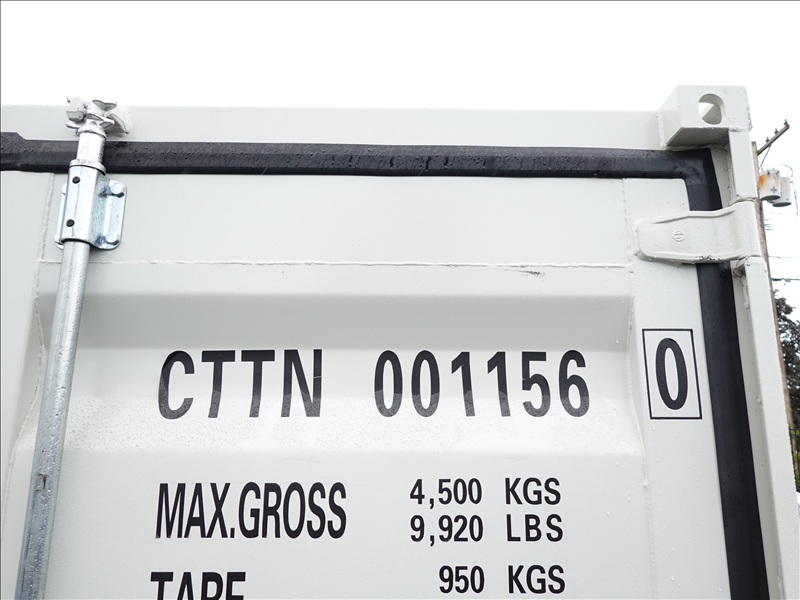 CTTN 001156 0
MAX.GROSS 4,500 KGS
9,920 LBS
TARE 950 KGS